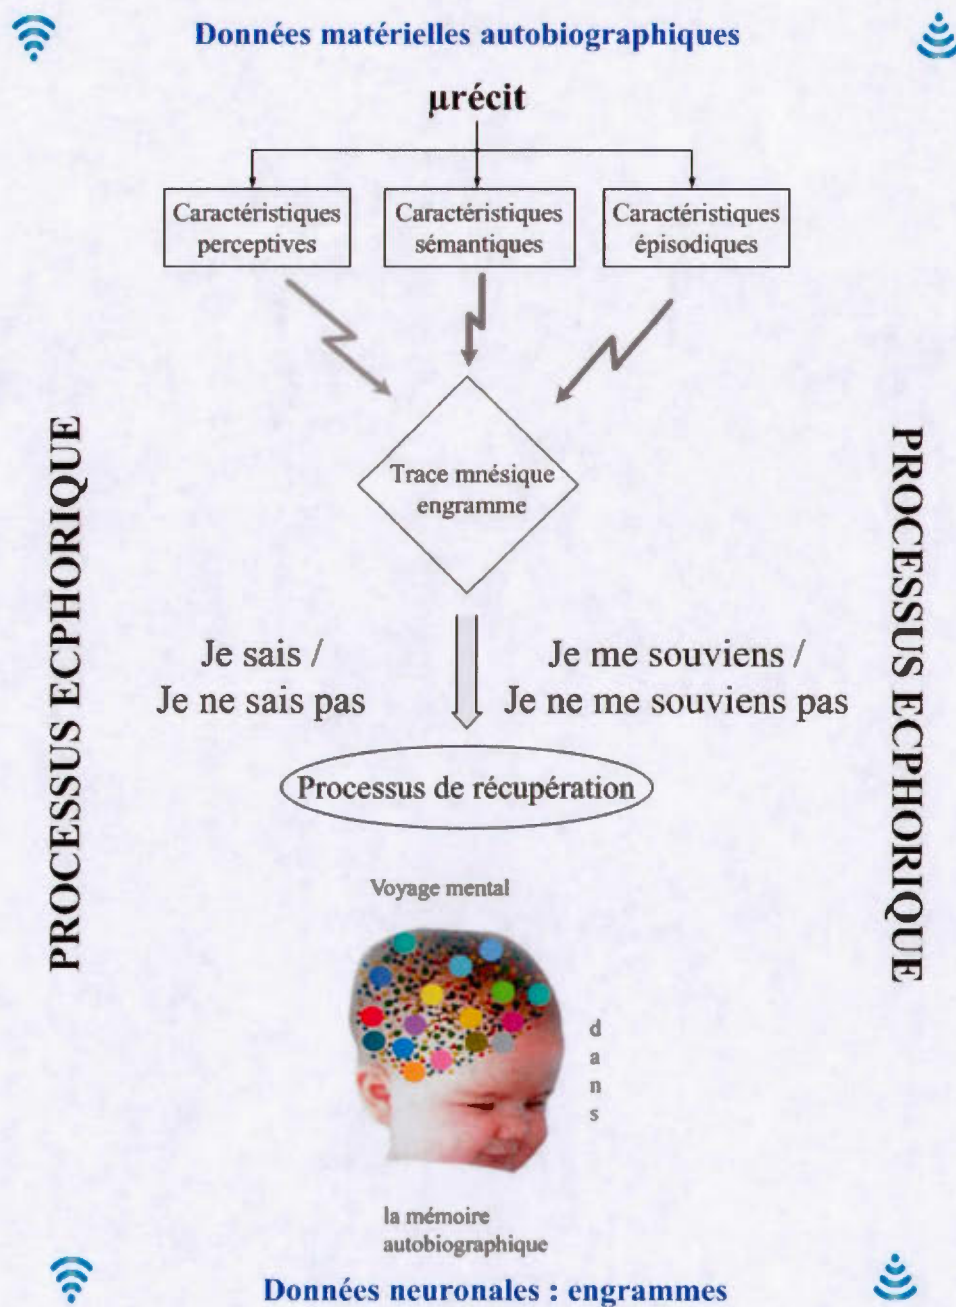 Données matérielles autobiographiques
µrécit
Caractéristiques
perceptives
Caractéristiques
sémantiques
Caractéristiques
épisodiques
Trace mnésique
engramme
PROCESSUS ECPHORIQUE
PROCESSUS ECPHORIQUE
Je sais /
Je ne sais pas
Je me souviens /
Je ne me souviens pas
Processus de récupération
Voyage mental
d
a
n
s
la mémoire
autobiographique
Données neuronales : engrammes